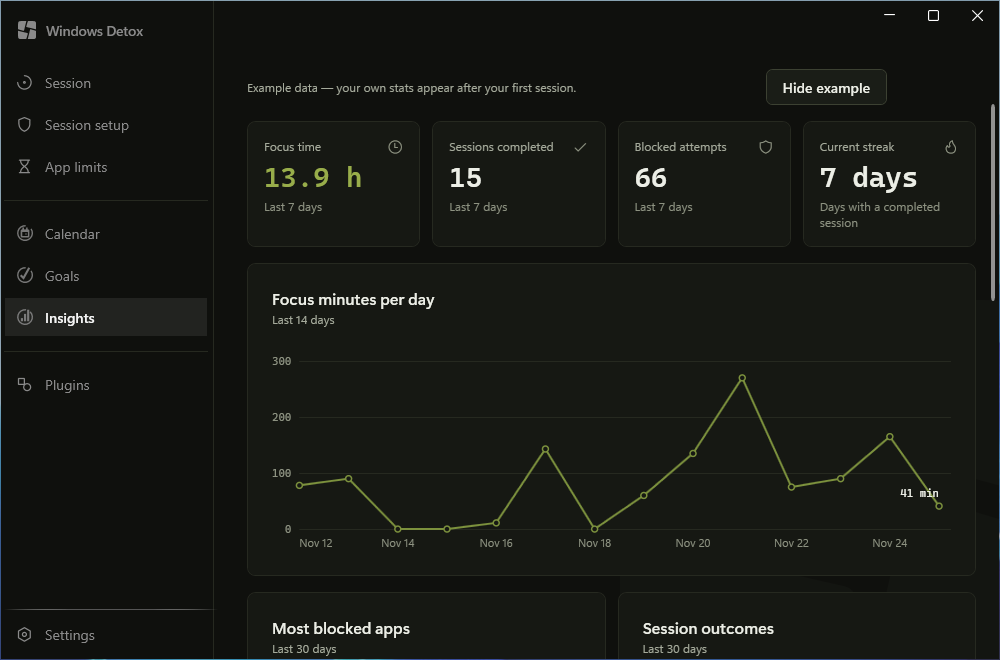 Windows Detox
Session
Session setup
App limits
Calendar
Goals
Insights
Plugins
Settings
Example data — your own stats appear after your first session.
Hide example
Focus time
13.9 h
Last 7 days
Sessions completed
15
Last 7 days
Blocked attempts
66
Last 7 days
Current streak
7 days
Days with a completed
session
Focus minutes per day
Last 14 days
300
200
100
0
41 min
Nov 12
Nov 14
Nov 16
Nov 18
Nov 20
Nov 22
Nov 24
Most blocked apps
Last 30 days
Session outcomes
Last 30 days